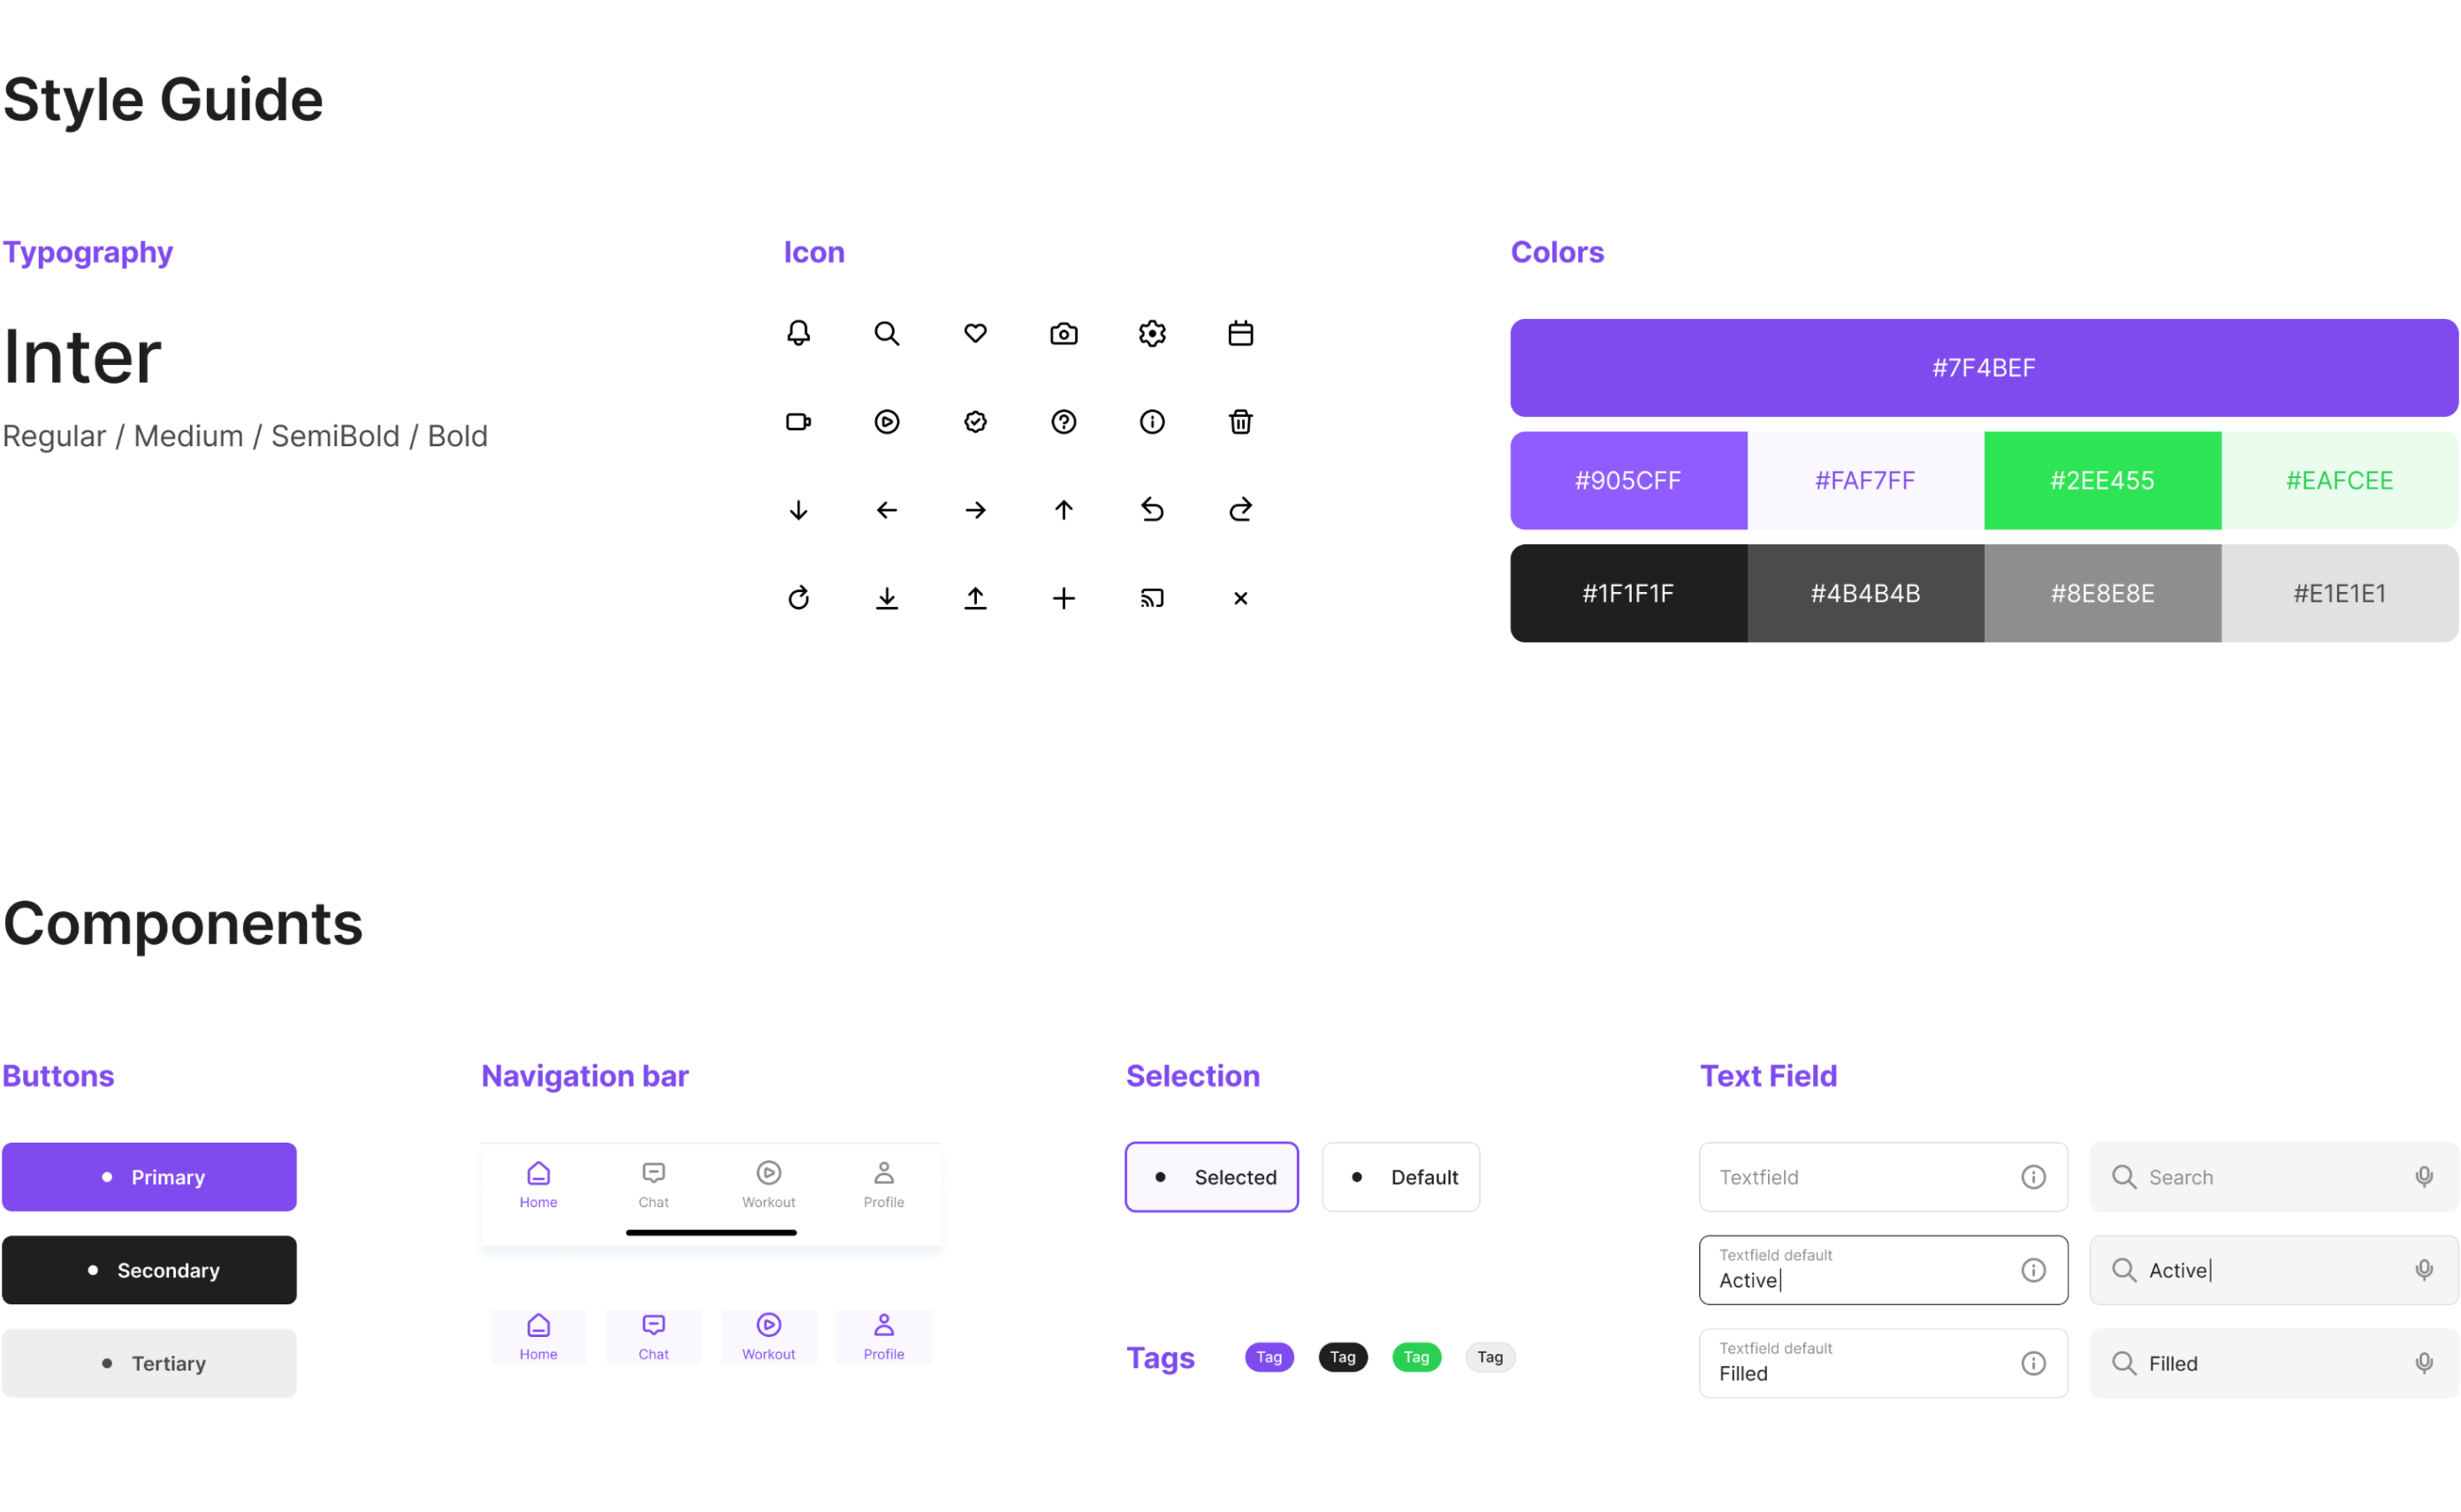 Style Guide
Typography
Inter
Regular / Medium / SemiBold / Bold
Icon
Colors
#7F4BEF
#905CFF #FAF7FF #2EE455 #EAFCEE
#1F1F1F #4B4B4B #8E8E8E #E1E1E1
Components
Buttons
Primary
Secondary
Tertiary
Navigation bar
Home Chat Workout Profile
Home Chat Workout Profile
Selection
Selected Default
Tags Tag Tag Tag Tag
Text Field
Textfield
Textfield default
Active
Textfield default
Filled
Search
Active
Filled